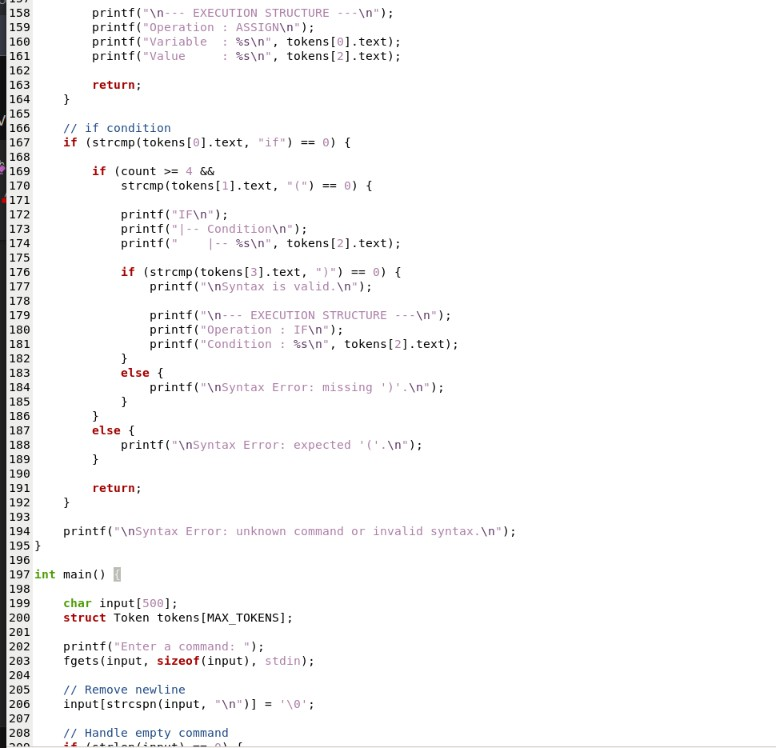 158        printf("\n--- EXECUTION STRUCTURE ---\n");
159        printf("Operation : ASSIGN\n");
160        printf("Variable  : %s\n", tokens[0].text);
161        printf("Value     : %s\n", tokens[2].text);
162
163        return;
164    }
165
166    // if condition
167    if (strcmp(tokens[0].text, "if") == 0) {
168
169        if (count >= 4 &&
170            strcmp(tokens[1].text, "(") == 0) {
171
172            printf("IF\n");
173            printf("|-- Condition\n");
174            printf("    |-- %s\n", tokens[2].text);
175
176            if (strcmp(tokens[3].text, ")") == 0) {
177                printf("\nSyntax is valid.\n");
178
179                printf("\n--- EXECUTION STRUCTURE ---\n");
180                printf("Operation : IF\n");
181                printf("Condition : %s\n", tokens[2].text);
182            }
183            else {
184                printf("\nSyntax Error: missing ')'.\n");
185            }
186        }
187        else {
188            printf("\nSyntax Error: expected '('.\n");
189        }
190
191        return;
192    }
193
194    printf("\nSyntax Error: unknown command or invalid syntax.\n");
195 }
196
197 int main() {
198
199    char input[500];
200    struct Token tokens[MAX_TOKENS];
201
202    printf("Enter a command: ");
203    fgets(input, sizeof(input), stdin);
204
205    // Remove newline
206    input[strcspn(input, "\n")] = '\0';
207
208    // Handle empty command